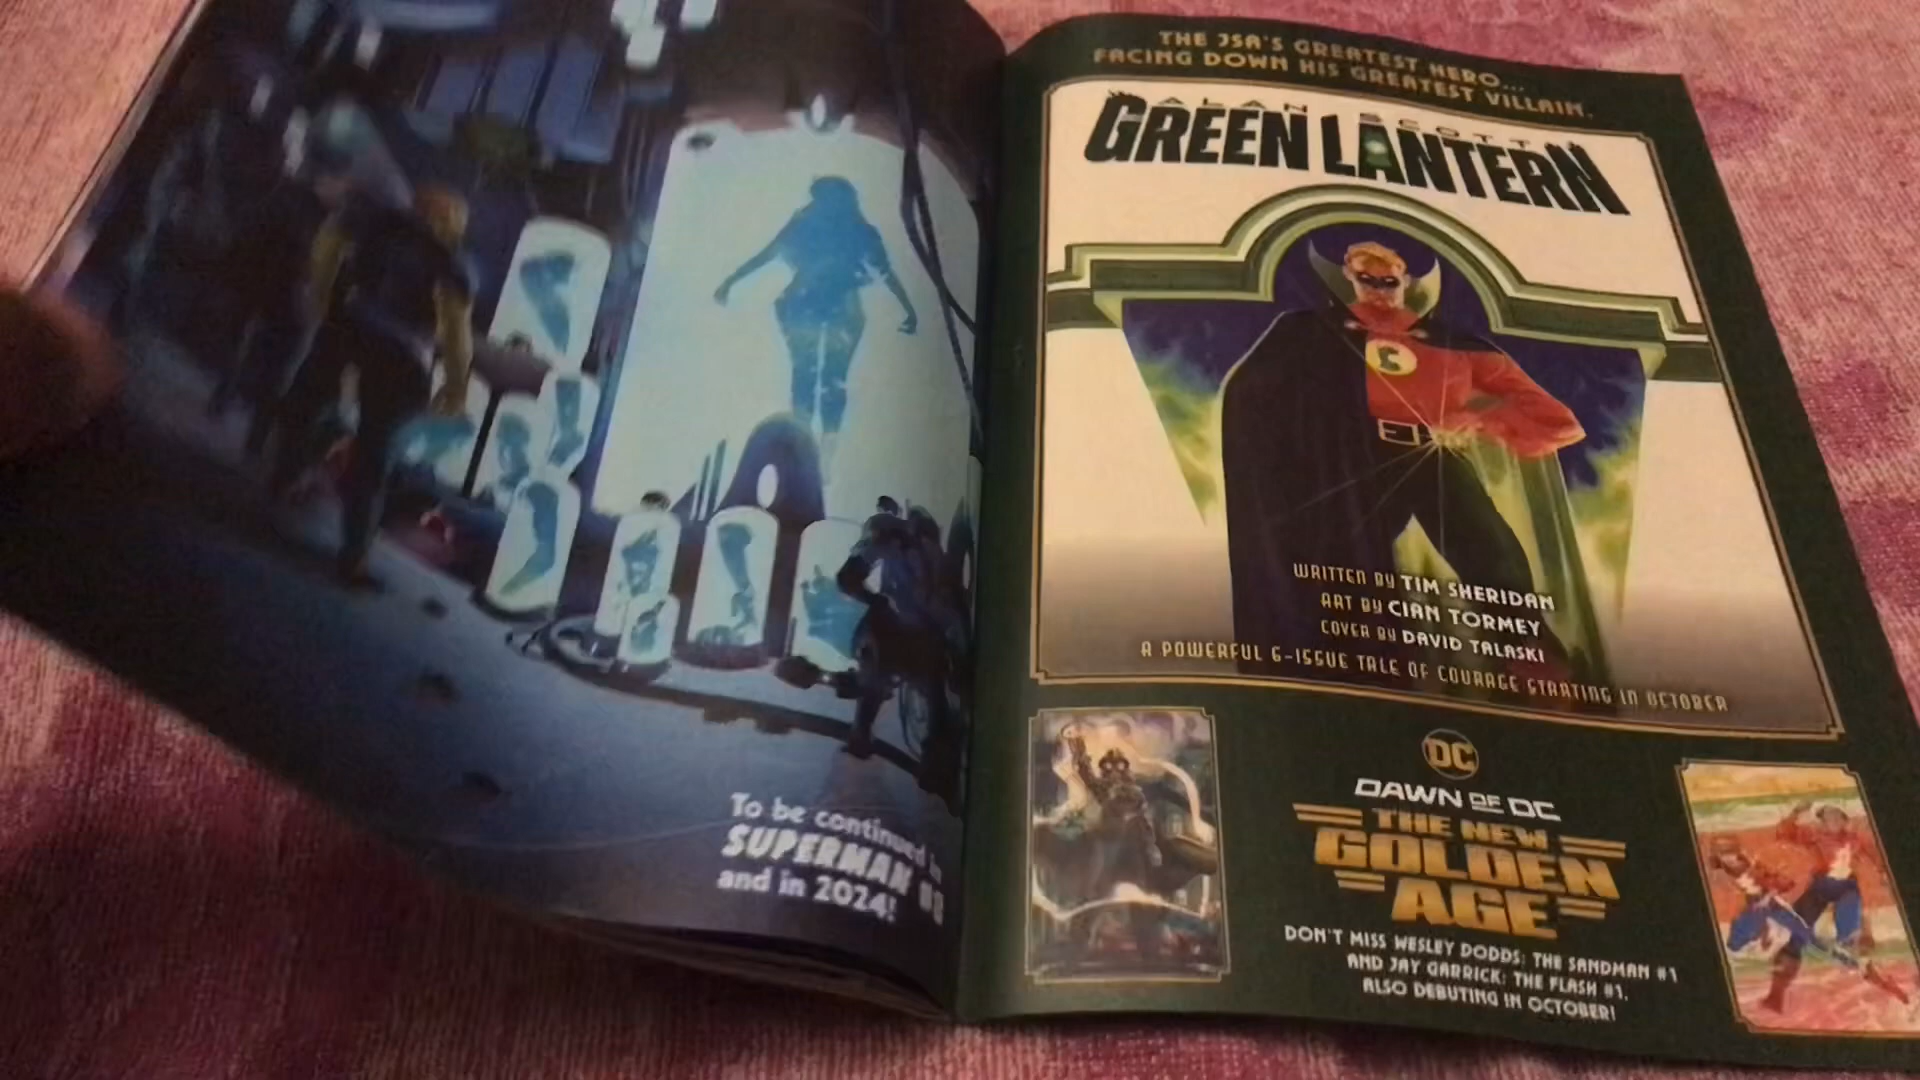 To be continued in
SUPERMAN #8
and in 2024!
THE JSA'S GREATEST HERO...
FACING DOWN HIS GREATEST VILLAIN.
ALAN SCOTT
GREEN LANTERN
WRITTEN BY TIM SHERIDAN
ART BY CIAN TORMEY
COVER BY DAVID TALASKI
A POWERFUL 6-ISSUE TALE OF COURAGE STRATING IN OCTOBER
DC
DAWN OF DC
THE NEW
GOLDEN
AGE
DON'T MISS WESLEY DODDS: THE SANDMAN #1
AND JAY GARRICK: THE FLASH #1,
ALSO DEBUTING IN OCTOBER!